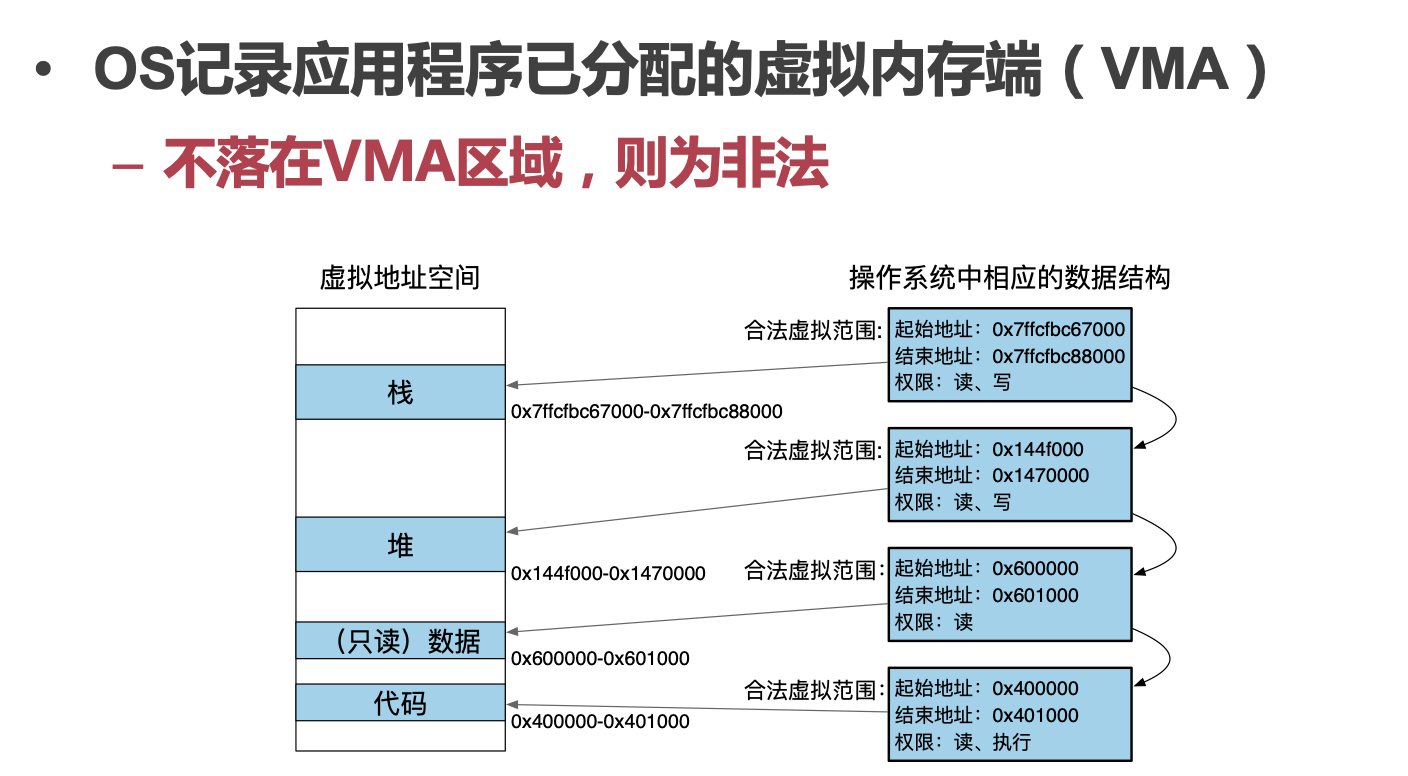 • OS记录应用程序已分配的虚拟内存端（VMA）
– 不落在VMA区域，则为非法
虚拟地址空间
操作系统中相应的数据结构
栈
0x7ffcfbc67000-0x7ffcfbc88000
合法虚拟范围:
起始地址：0x7ffcfbc67000
结束地址：0x7ffcfbc88000
权限：读、写
堆
0x144f000-0x1470000
合法虚拟范围:
起始地址：0x144f000
结束地址：0x1470000
权限：读、写
（只读）数据
0x600000-0x601000
合法虚拟范围:
起始地址：0x600000
结束地址：0x601000
权限：读
代码
0x400000-0x401000
合法虚拟范围:
起始地址：0x400000
结束地址：0x401000
权限：读、执行